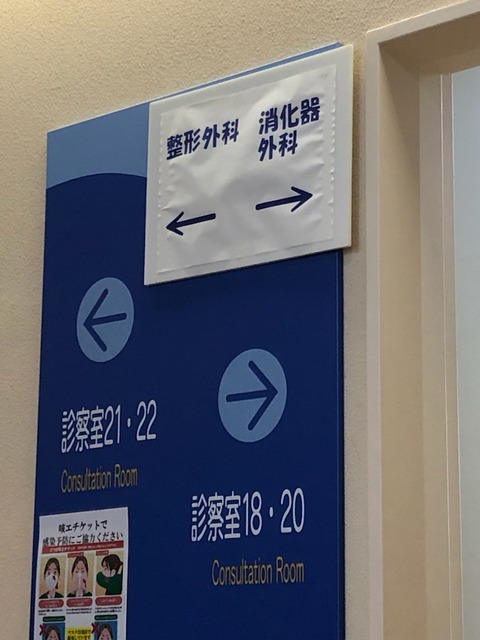 整形外科
消化器
外科
診察室21・22
Consultation Room
診察室18・20
Consultation Room
咳エチケットで
感染予防にご協力ください